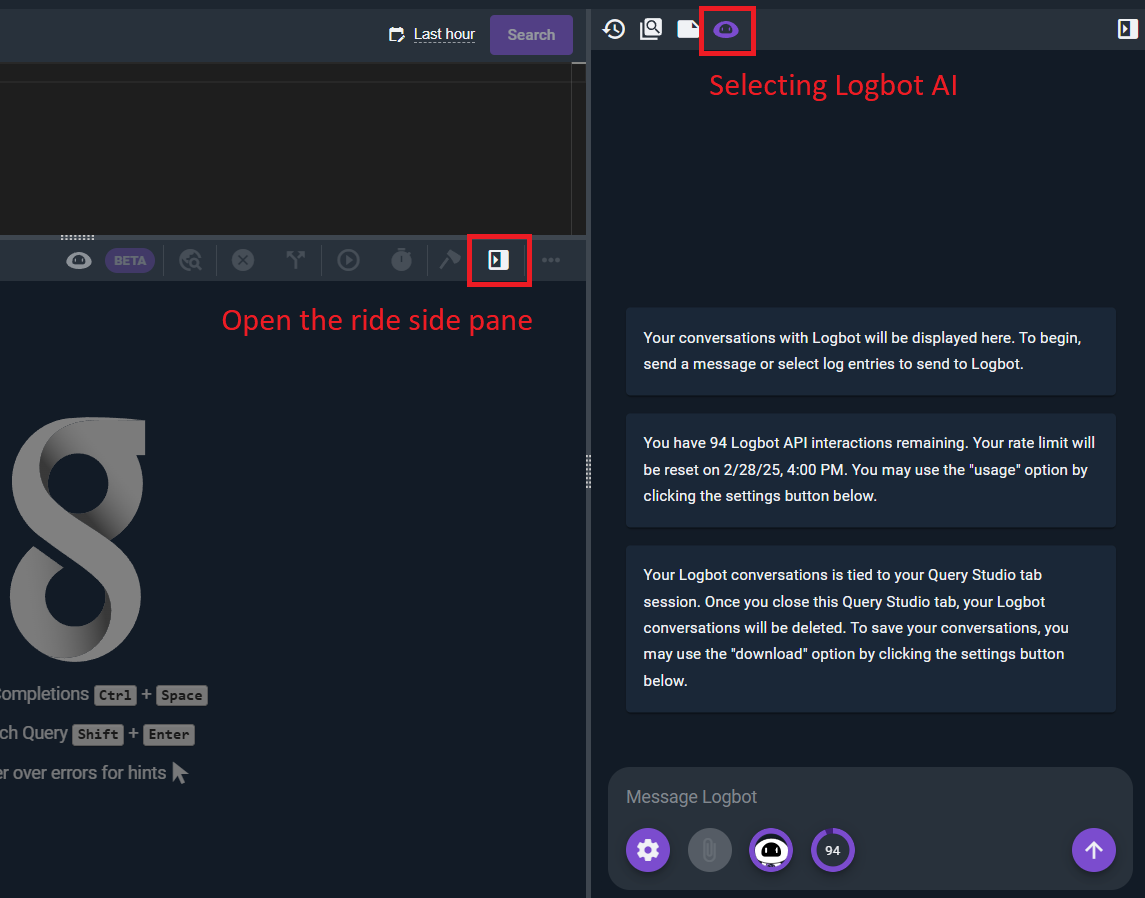 Last hour
Search
Selecting Logbot AI
BETA
Open the ride side pane
Your conversations with Logbot will be displayed here. To begin,
send a message or select log entries to send to Logbot.
You have 94 Logbot API interactions remaining. Your rate limit will
be reset on 2/28/25, 4:00 PM. You may use the "usage" option by
clicking the settings button below.
Your Logbot conversations is tied to your Query Studio tab
session. Once you close this Query Studio tab, your Logbot
conversations will be deleted. To save your conversations, you
may use the "download" option by clicking the settings button
below.
ompletions Ctrl + Space
ch Query Shift + Enter
er over errors for hints
Message Logbot
94